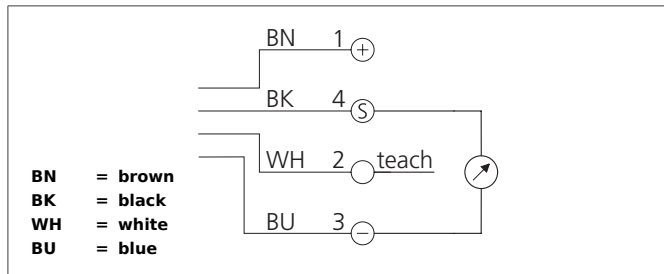 BN 1 +
BK 4 S
WH 2 teach
BU 3 −
BN = brown
BK = black
WH = white
BU = blue